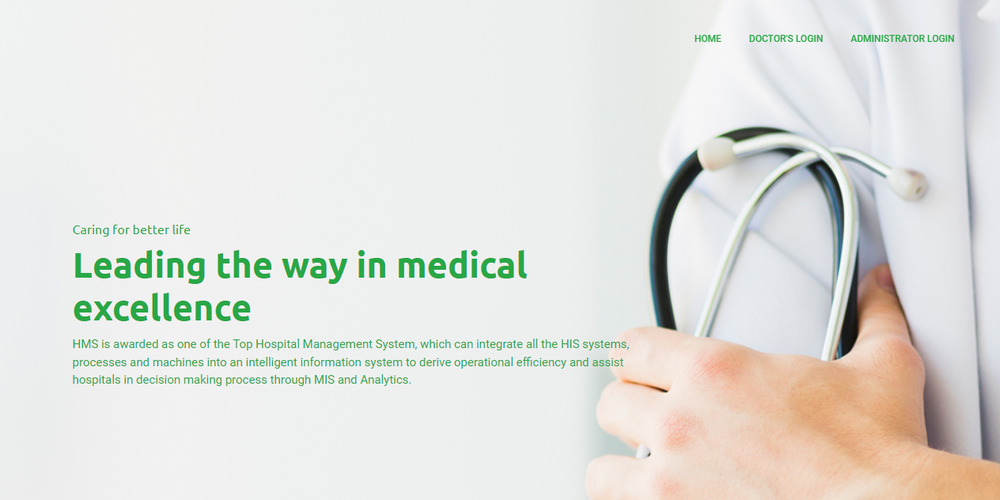 HOME DOCTOR'S LOGIN ADMINISTRATOR LOGIN
Caring for better life
Leading the way in medical
excellence
HMS is awarded as one of the Top Hospital Management System, which can integrate all the HIS systems,
processes and machines into an intelligent information system to derive operational efficiency and assist
hospitals in decision making process through MIS and Analytics.